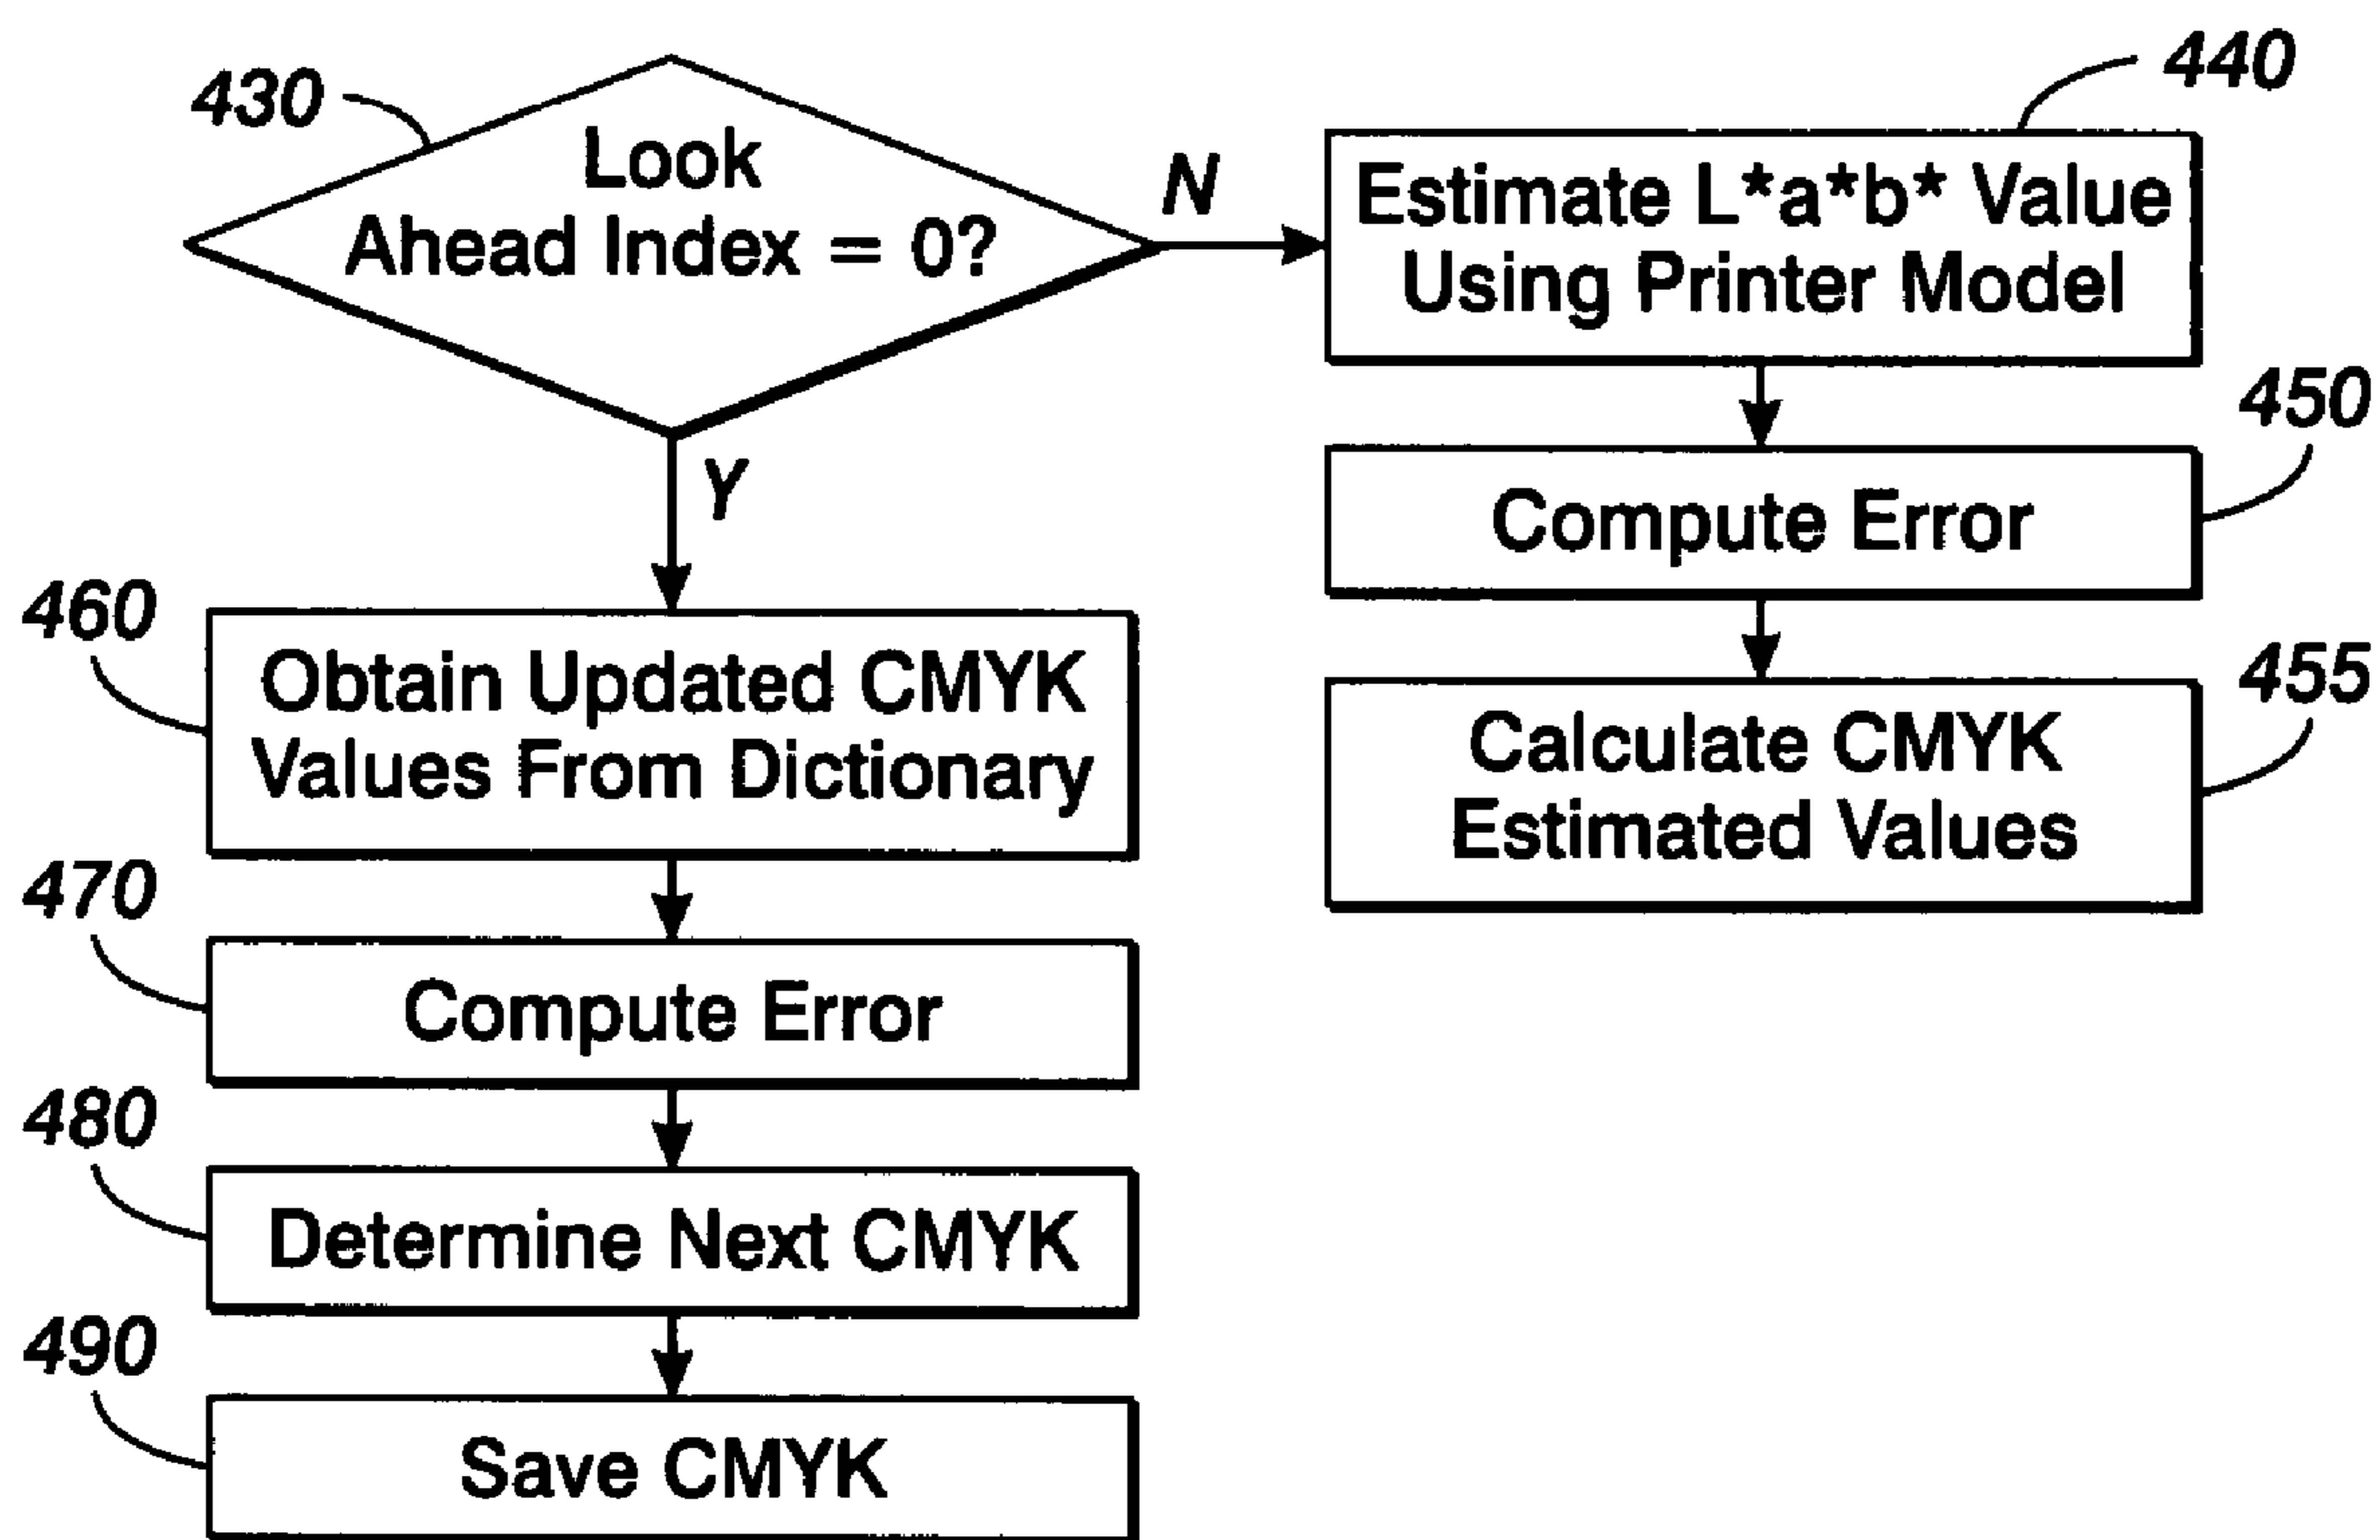 430
Look
Ahead Index = 0?
N
Y
440
Estimate L*a*b* Value
Using Printer Model
450
Compute Error
455
Calculate CMYK
Estimated Values
460
Obtain Updated CMYK
Values From Dictionary
470
Compute Error
480
Determine Next CMYK
490
Save CMYK